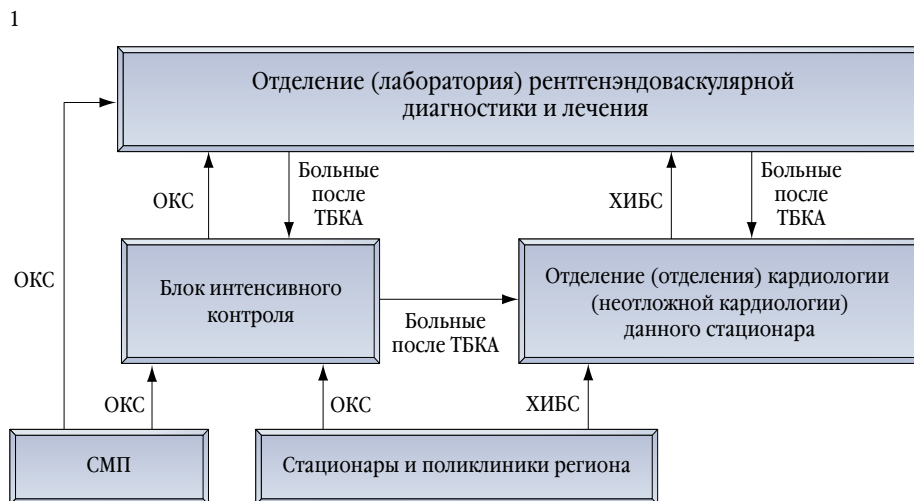 1
Отделение (лаборатория) рентгенэндоваскулярной
диагностики и лечения
ОКС
ОКС
Больные
после
ТБКА
ХИБС
Больные
после
ТБКА
Блок интенсивного
контроля
Больные
после ТБКА
Отделение (отделения) кардиологии
(неотложной кардиологии)
данного стационара
ОКС
ОКС
ХИБС
СМП
Стационары и поликлиники региона